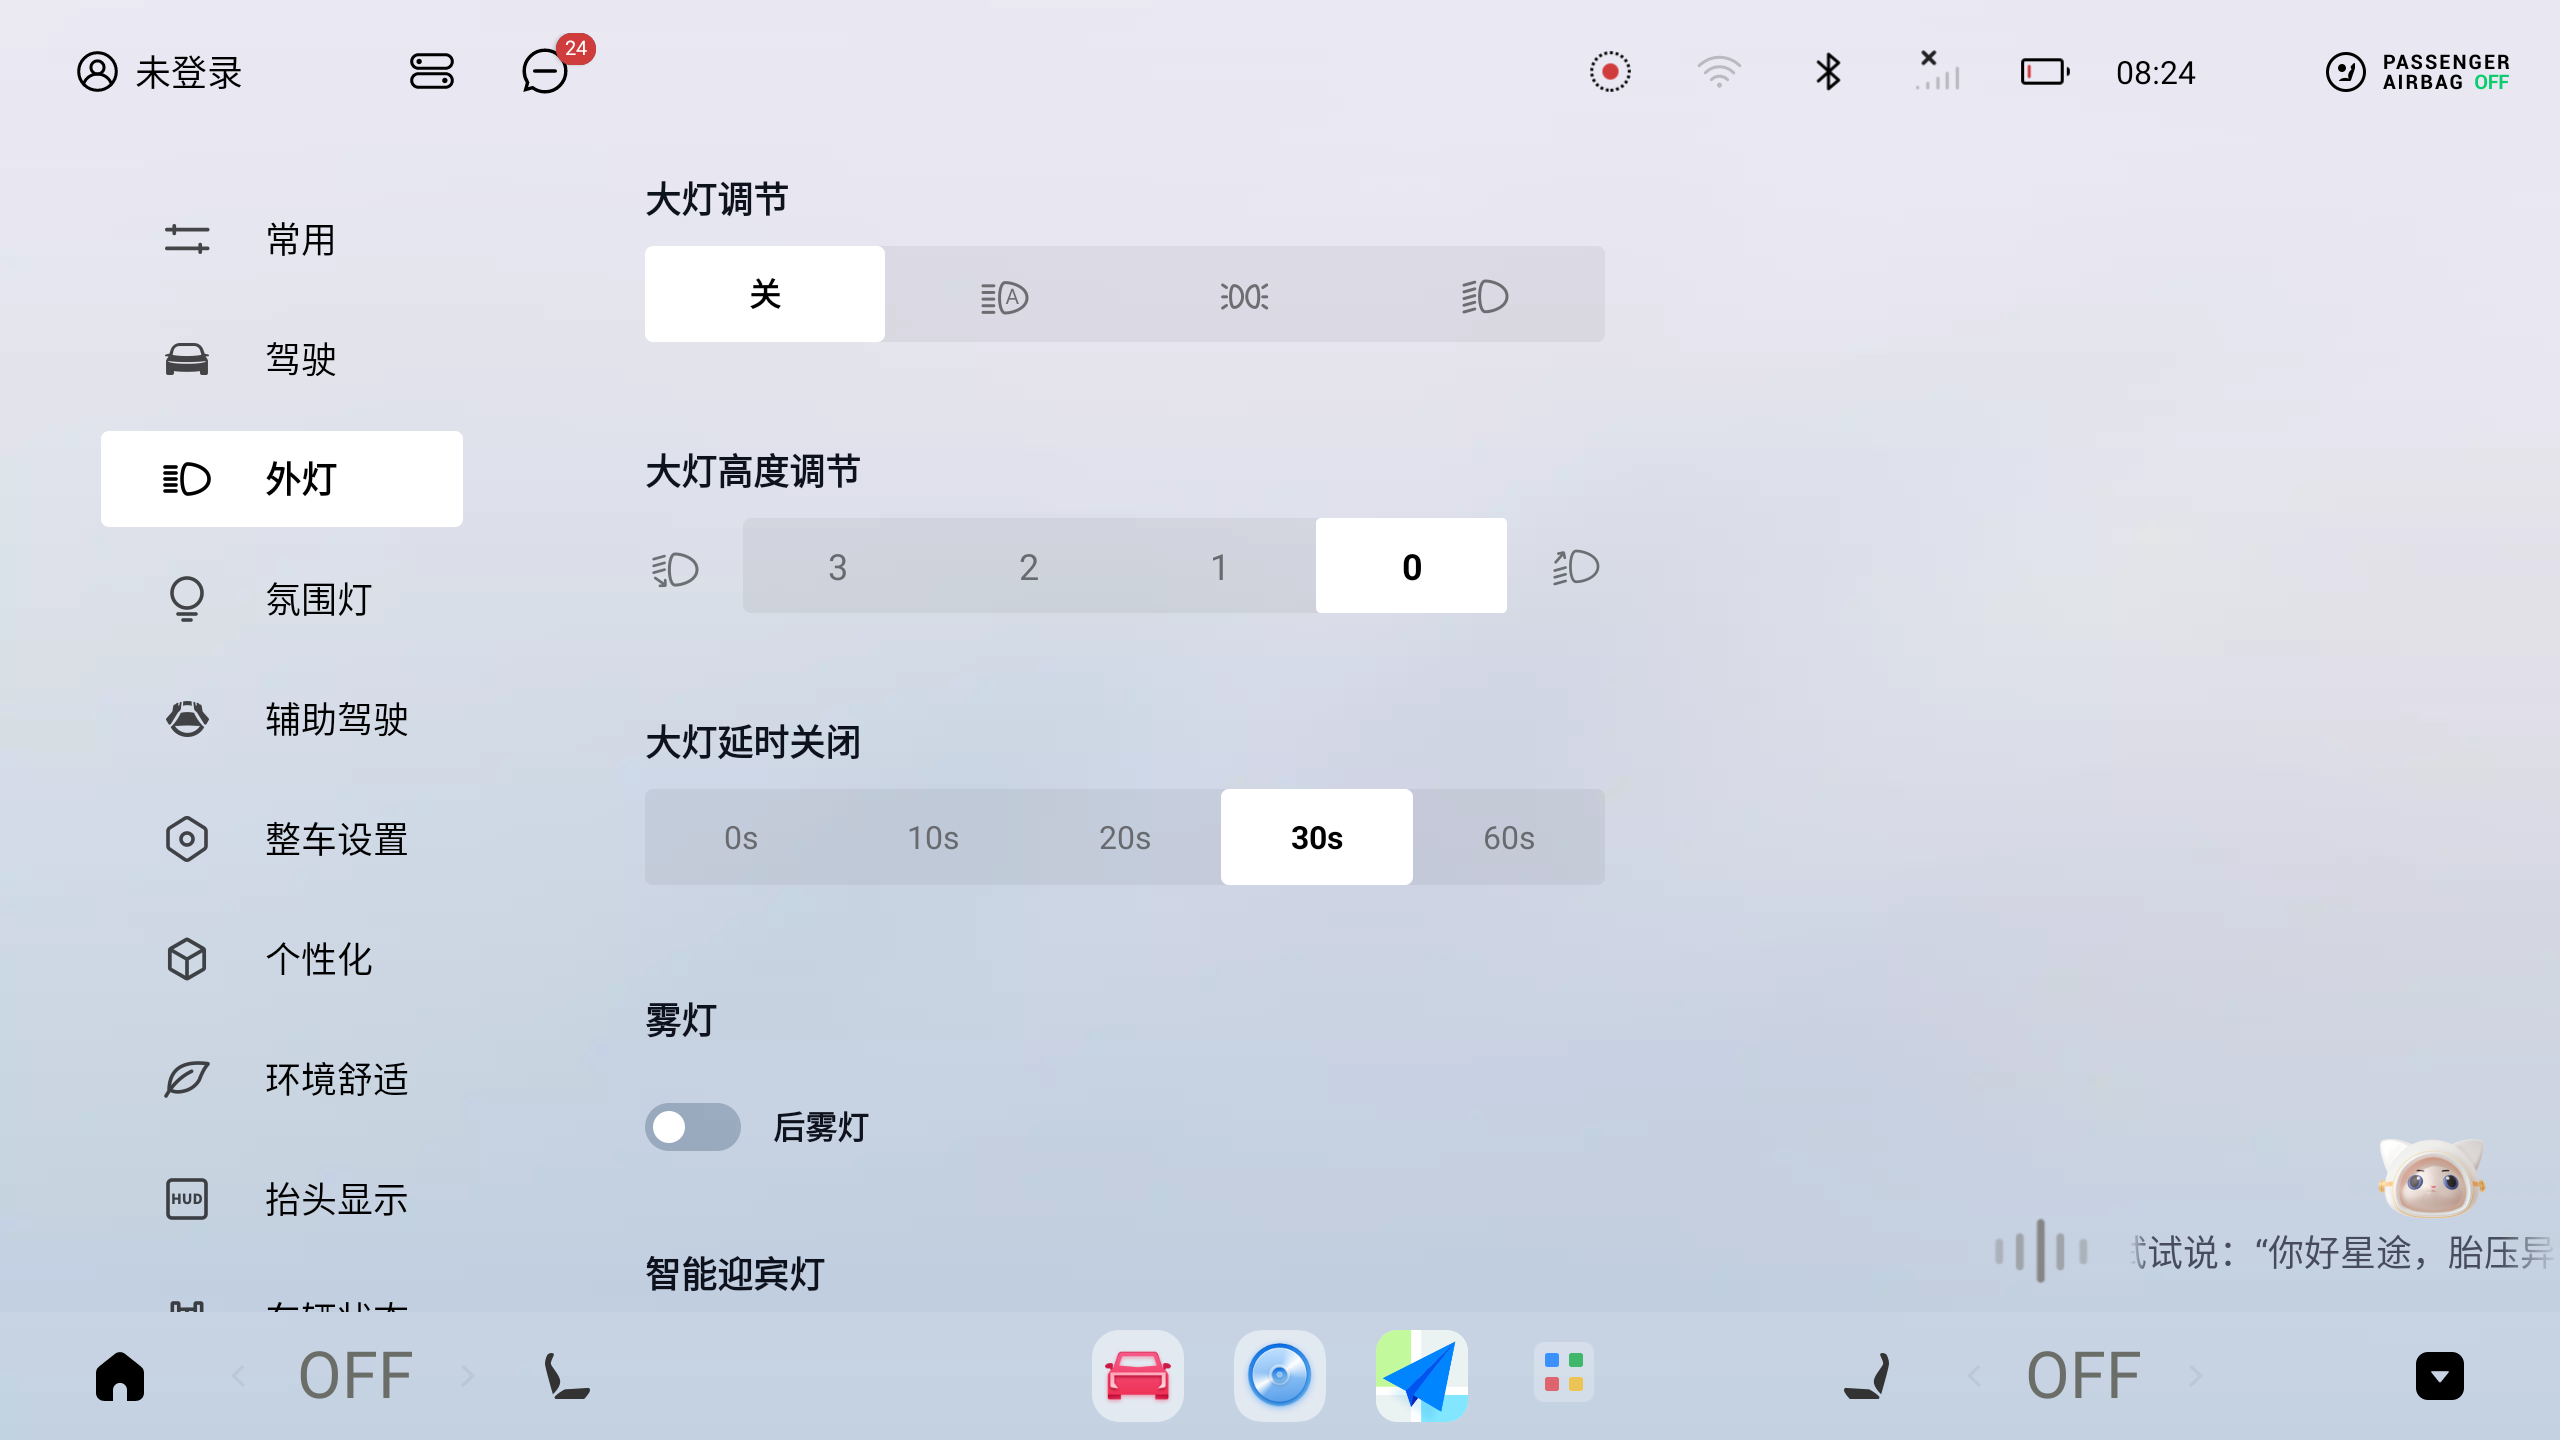 未登录
24
08:24
PASSENGER
AIRBAG OFF
常用
驾驶
外灯
氛围灯
辅助驾驶
整车设置
个性化
环境舒适
HUD
抬头显示
大灯调节
关
A
大灯高度调节
3 2 1 0
大灯延时关闭
0s 10s 20s 30s 60s
雾灯
后雾灯
智能迎宾灯
试说：“你好星途，胎压异
OFF
OFF